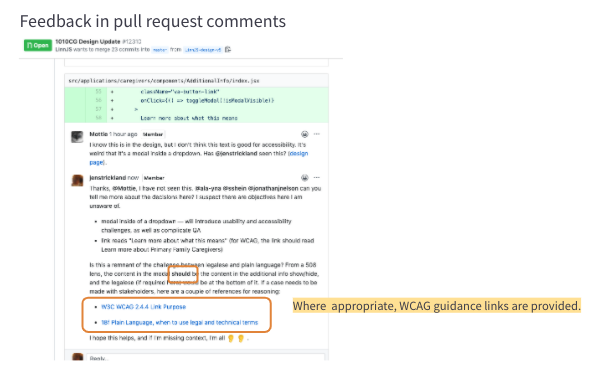 Feedback in pull request comments
Open
1010CG Design Update #12312
LinnJS wants to merge 23 commits into master from LinnJS-design-v5
src/applications/caregivers/components/AdditionalInfo/index.jsx
55 + className="va-button-link"
56 + onClick={() => toggleModal(!isModalVisible)}
57 + >
58 + Learn more about what this means
Mottie 1 hour ago Member
I know this is in the design, but I don't think this text is good for accessibility. It's
weird that it's a modal inside a dropdown. Has @jenstrickland seen this? [design
page].
jenstrickland now Member
Thanks, @Mottie, I have not seen this. @ala-yna @esshein @jonathanjnelson can you
tell me more about the decisions here? I suspect there are objectives here I am
unaware of.
• modal inside of a dropdown — will introduce usability and accessibility
challenges, as well as complicate QA
• link reads "Learn more about what this means" (for WCAG, the link should read
Learn more about Primary Family Caregivers)
Is this a remnant of the challenge between legalese and plain language? From a 508
lens, the content in the modal should be the content in the additional info show/hide,
and the legalese (if required) could be at the bottom of it. If a case needs to be
made with stakeholders, here are a couple of references for reasoning:
• W3C WCAG 2.4.4 Link Purpose
• 18F Plain Language, when to use legal and technical terms
I hope this helps, and if I'm missing context, I'm all 👂 👂 .
Reply...
Where appropriate, WCAG guidance links are provided.